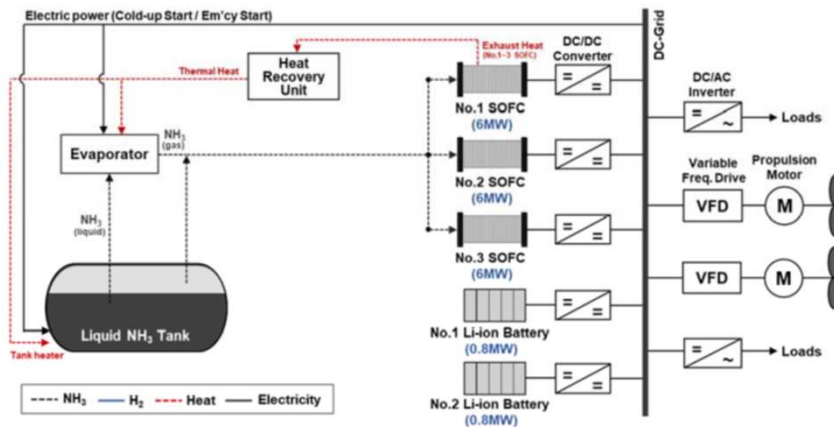 Electric power (Cold-up Start / Em'cy Start)
Thermal Heat
Heat
Recovery
Unit
Exhaust Heat
(No.1~3 SOFC)
DC/DC
Converter
DC-Grid
No.1 SOFC
(6MW)
DC/AC
Inverter
Loads
Evaporator
NH₃
(gas)
No.2 SOFC
(6MW)
Variable
Freq. Drive
Propulsion
Motor
VFD
M
NH₃
(liquid)
No.3 SOFC
(6MW)
VFD
M
Liquid NH₃ Tank
Tank heater
No.1 Li-ion Battery
(0.8MW)
Loads
No.2 Li-ion Battery
(0.8MW)
NH₃
H₂
Heat
Electricity